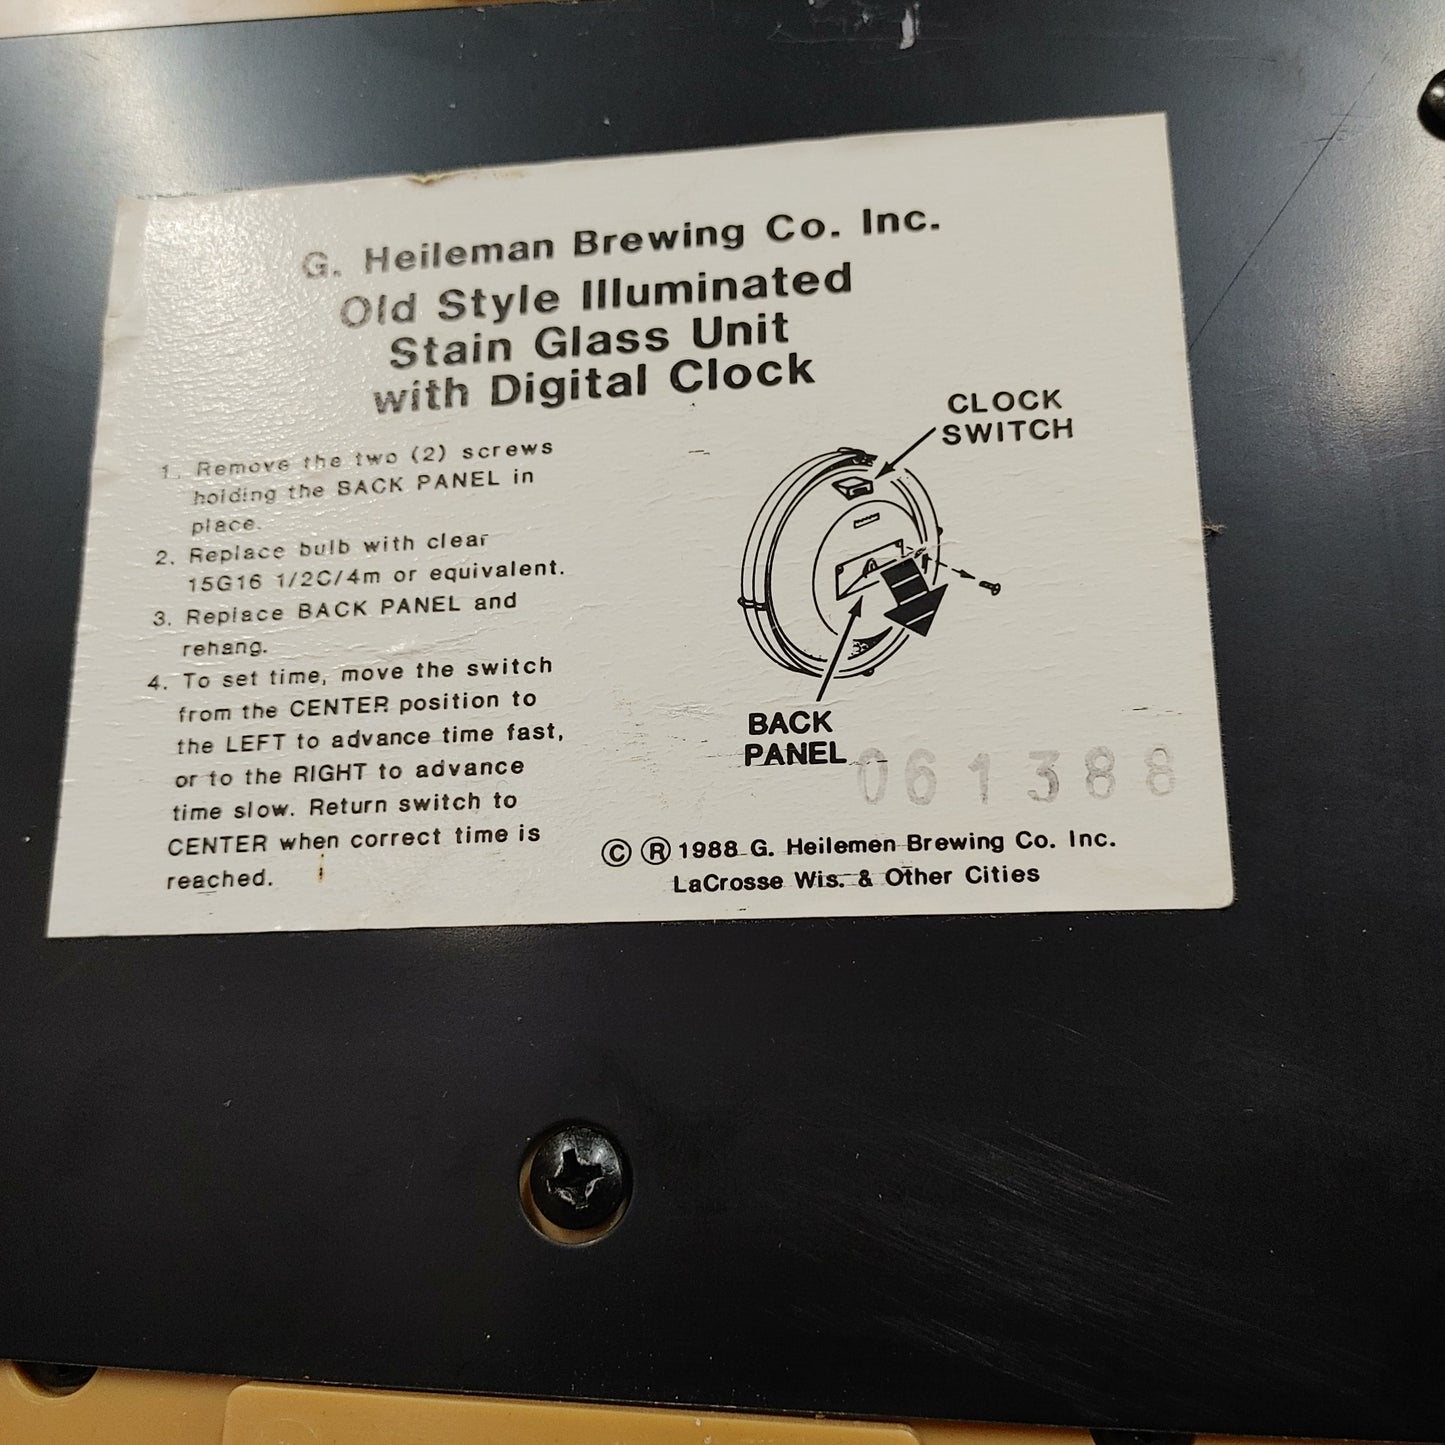 G. Heileman Brewing Co. Inc.
Old Style Illuminated
Stain Glass Unit
with Digital Clock
1. Remove the two (2) screws
holding the BACK PANEL in
place.
2. Replace bulb with clear
15G16 1/2C/4m or equivalent.
3. Replace BACK PANEL and
rehang.
4. To set time, move the switch
from the CENTER position to
the LEFT to advance time fast,
or to the RIGHT to advance
time slow. Return switch to
CENTER when correct time is
reached.
CLOCK
SWITCH
BACK
PANEL
061388
© ® 1988 G. Heilemen Brewing Co. Inc.
LaCrosse Wis. & Other Cities